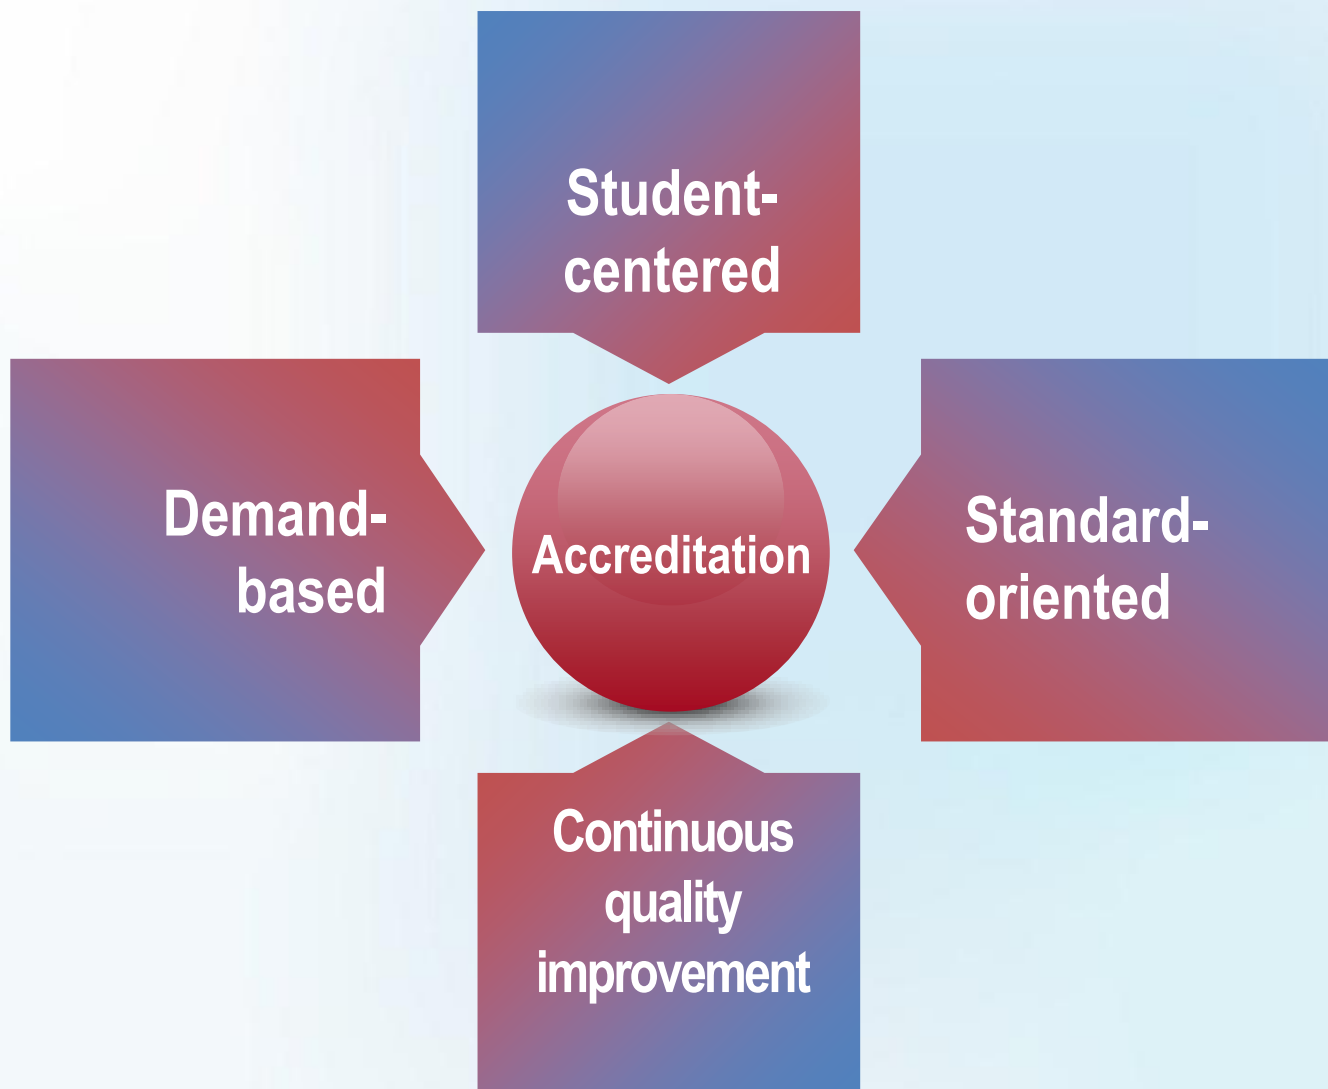 Student-
centered
Demand-
based
Accreditation
Standard-
oriented
Continuous
quality
improvement